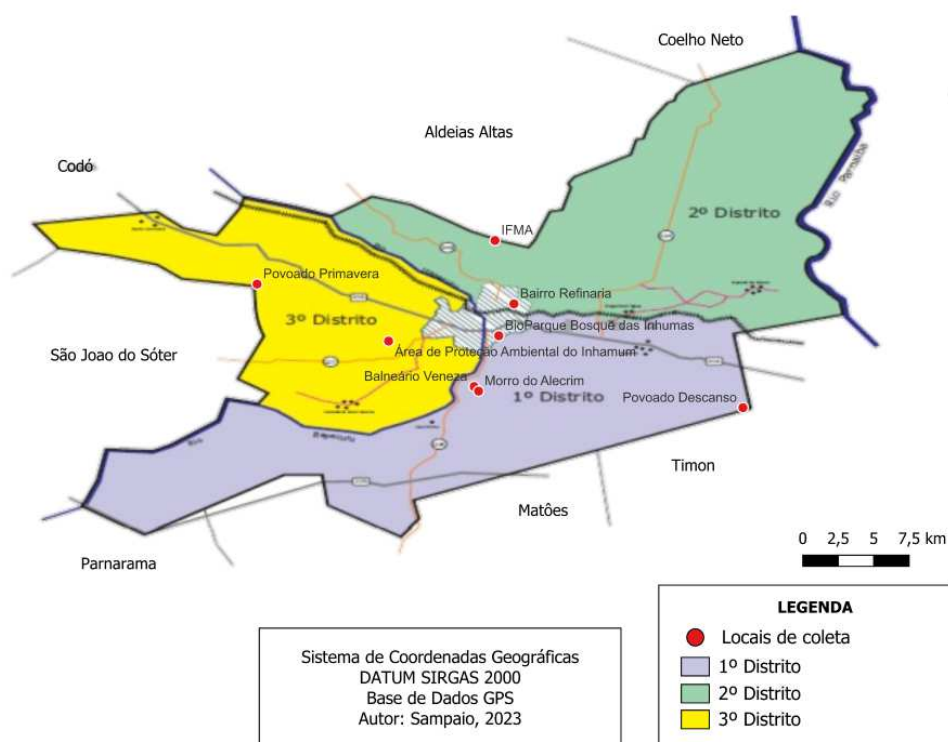 Coelho Neto
Aldeias Altas
Codó
Rio Parnaíba
2º Distrito
IFMA
Povoado Primavera
Bairro Refinaria
3º Distrito
BioParque Bosque das Inhumas
São Joao do Sóter
Área de Proteção Ambiental do Inhamum
Balneário Veneza
Morro do Alecrim
1º Distrito
Povoado Descanso
Rio
Itapecuru
Timon
Matôes
Parnarama
0 2,5 5 7,5 km
LEGENDA
Locais de coleta
1º Distrito
2º Distrito
3º Distrito
Sistema de Coordenadas Geográficas
DATUM SIRGAS 2000
Base de Dados GPS
Autor: Sampaio, 2023